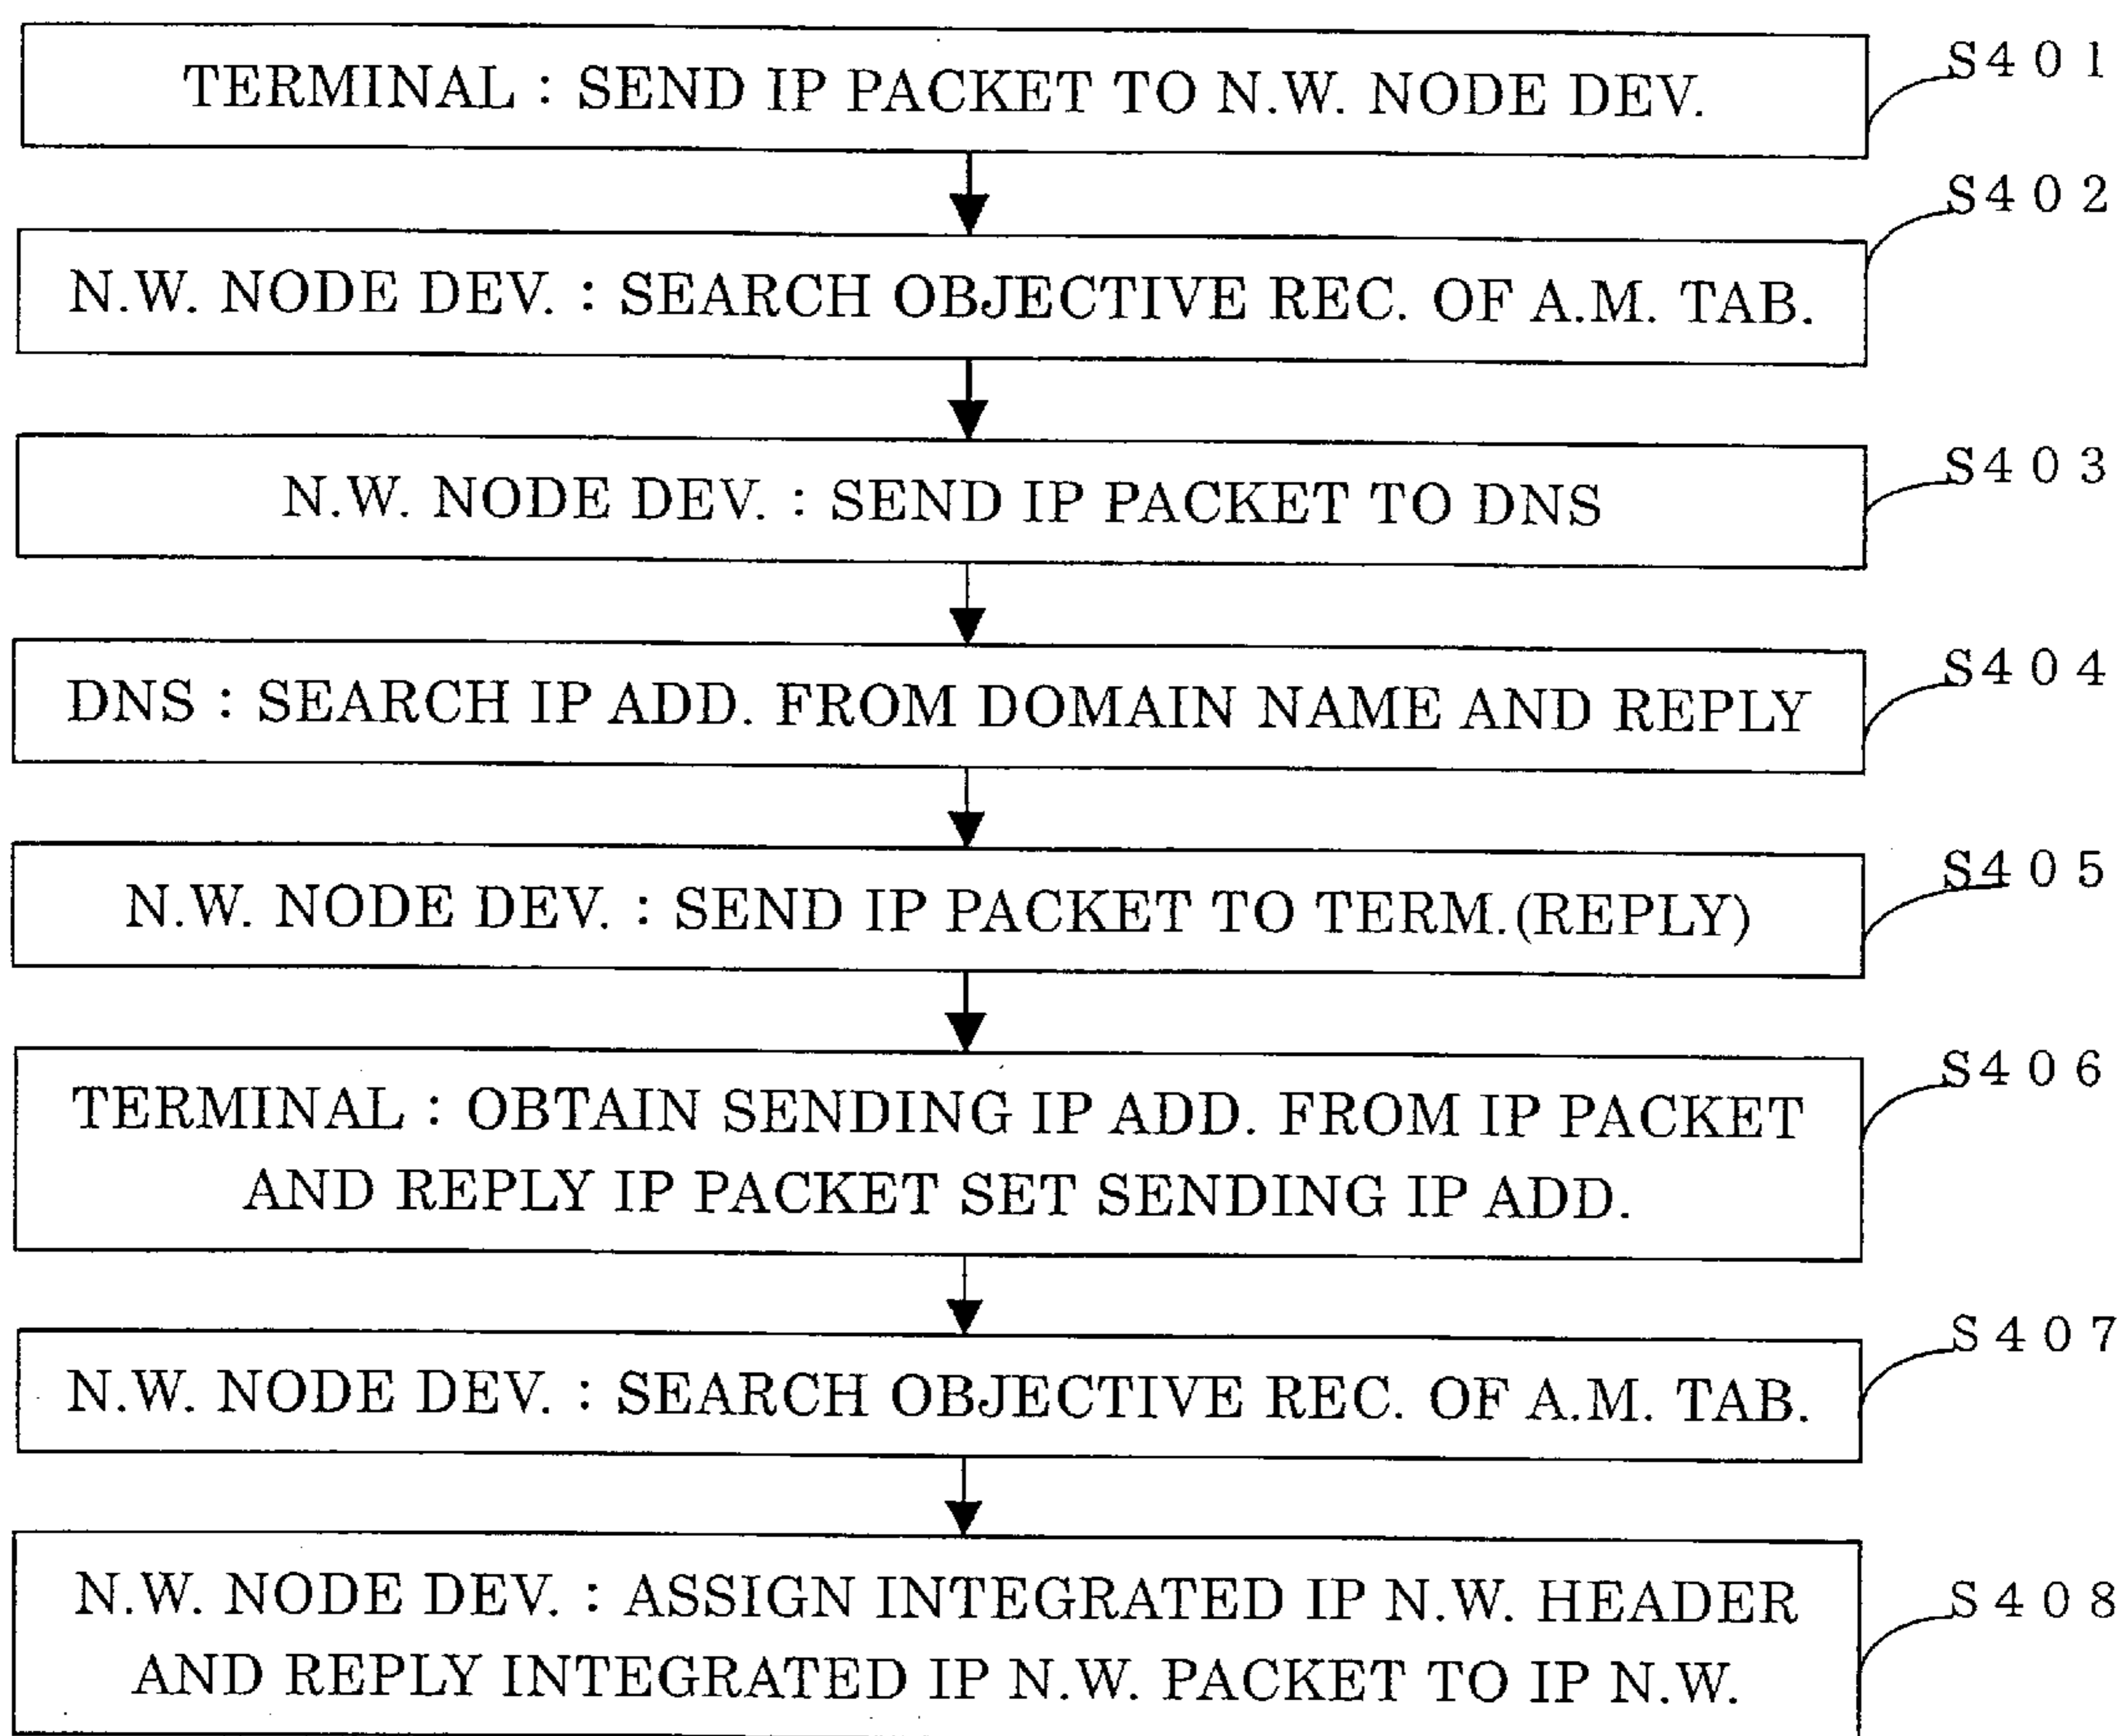 TERMINAL : SEND IP PACKET TO N.W. NODE DEV.
S401
N.W. NODE DEV. : SEARCH OBJECTIVE REC. OF A.M. TAB.
S402
N.W. NODE DEV. : SEND IP PACKET TO DNS
S403
DNS : SEARCH IP ADD. FROM DOMAIN NAME AND REPLY
S404
N.W. NODE DEV. : SEND IP PACKET TO TERM.(REPLY)
S405
TERMINAL : OBTAIN SENDING IP ADD. FROM IP PACKET
AND REPLY IP PACKET SET SENDING IP ADD.
S406
N.W. NODE DEV. : SEARCH OBJECTIVE REC. OF A.M. TAB.
S407
N.W. NODE DEV. : ASSIGN INTEGRATED IP N.W. HEADER
AND REPLY INTEGRATED IP N.W. PACKET TO IP N.W.
S408